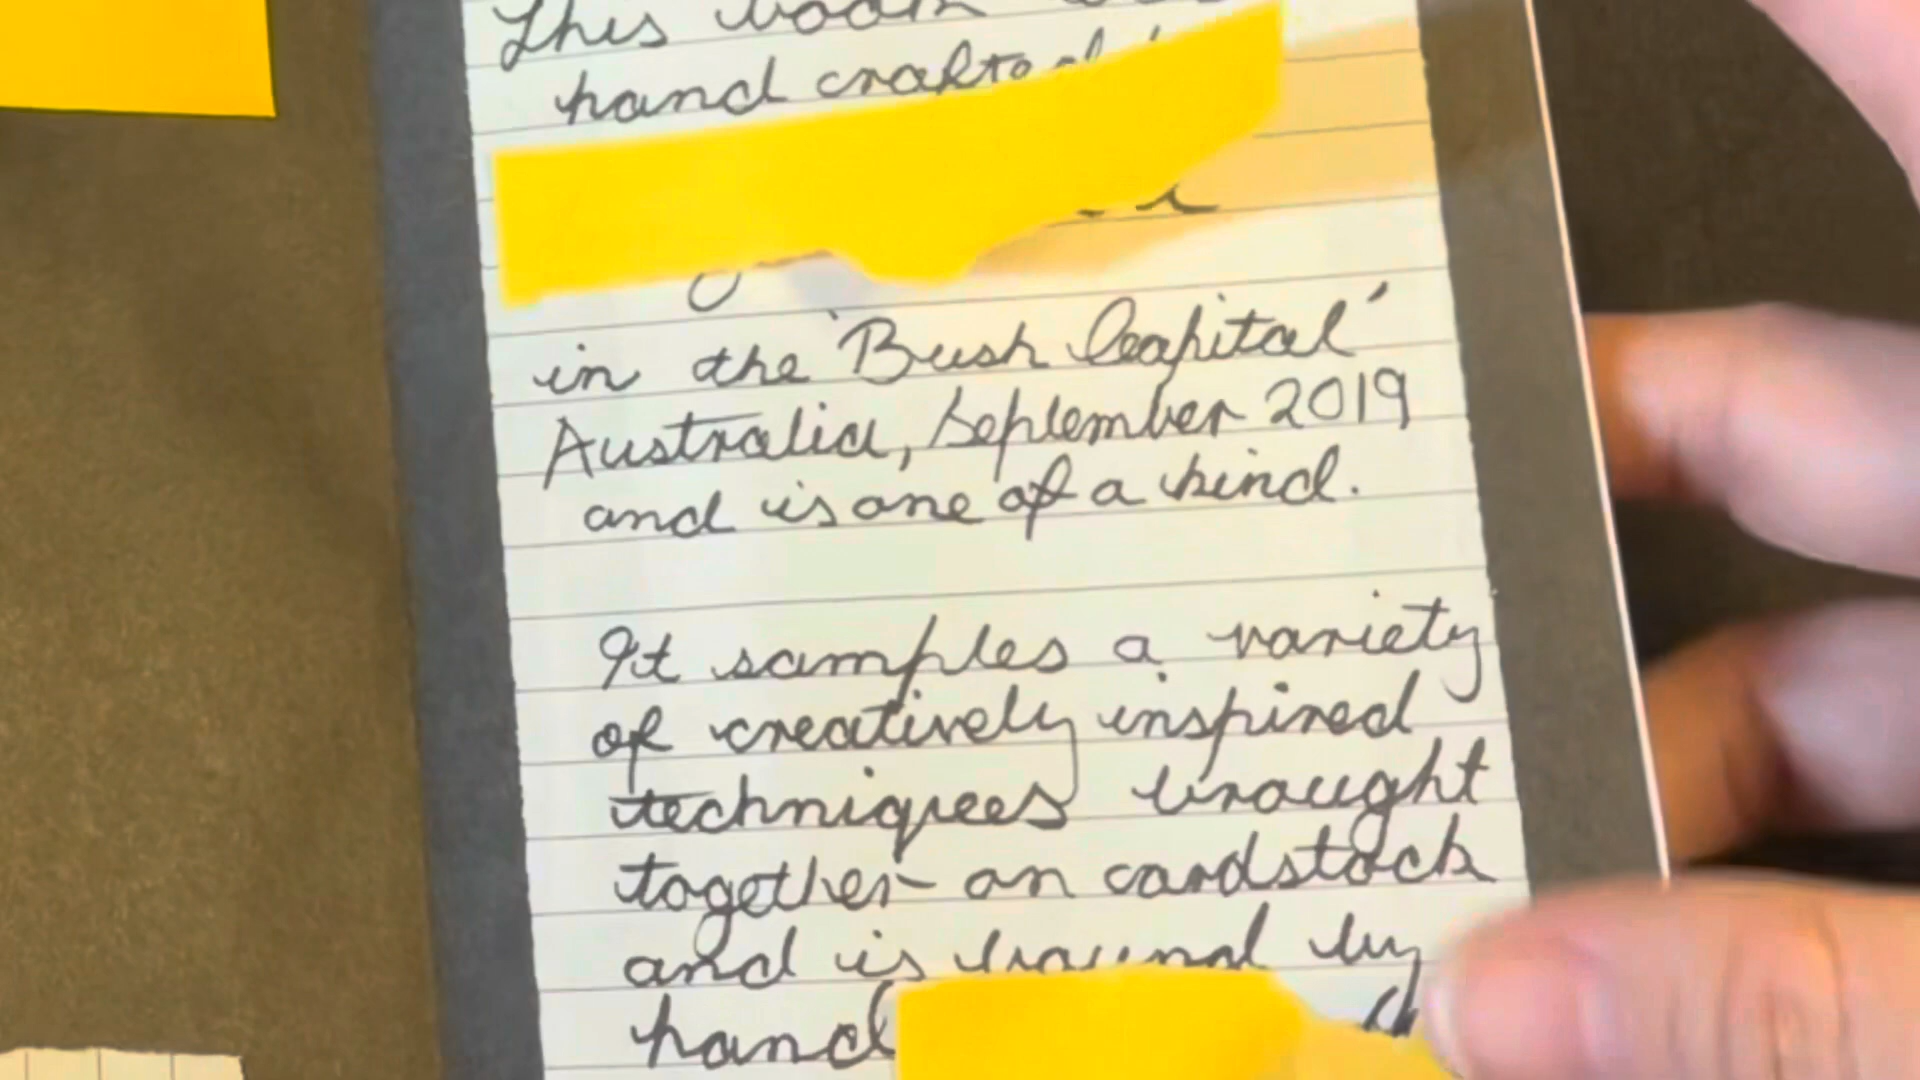 This book
hand crafted
in the 'Bush Capital'
Australia, September 2019
and is one of a kind.
It samples a variety
of creatively inspired
techniques brought
together on cardstock
and is bound by
hand